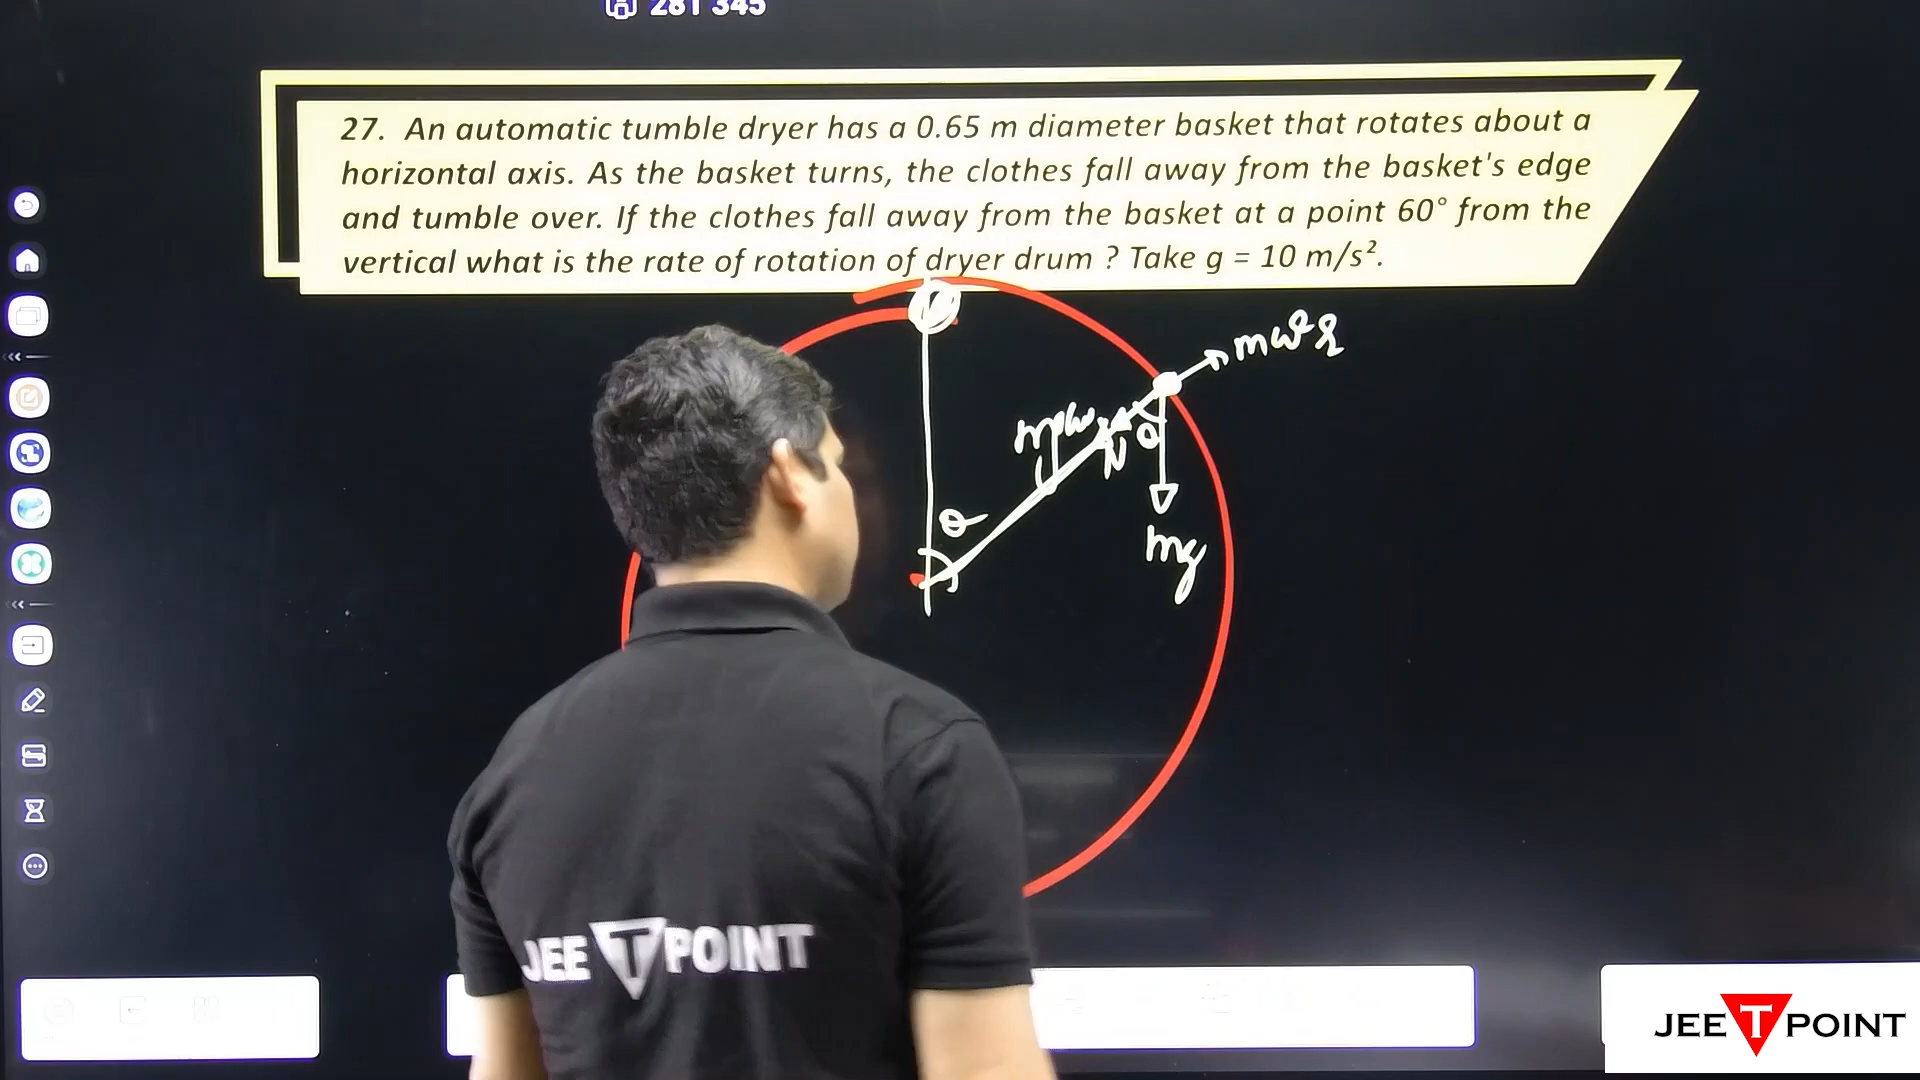 281 345
27. An automatic tumble dryer has a 0.65 m diameter basket that rotates about a
horizontal axis. As the basket turns, the clothes fall away from the basket's edge
and tumble over. If the clothes fall away from the basket at a point 60° from the
vertical what is the rate of rotation of dryer drum ? Take g = 10 m/s².
mω²r
N
θ
θ
mg
JEE T POINT
JEE T POINT